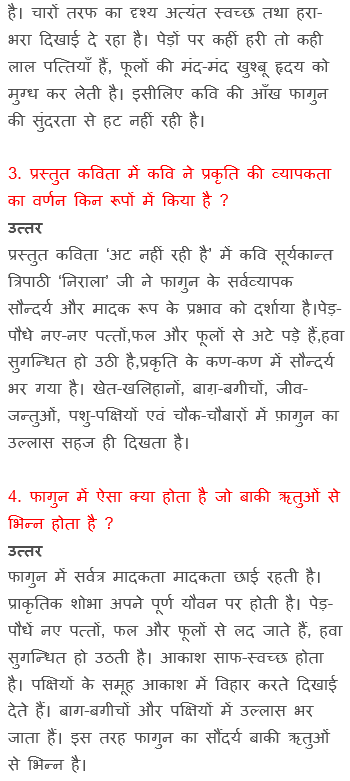 है। चारों तरफ का दृश्य अत्यंत स्वच्छ तथा हरा-
भरा दिखाई दे रहा है। पेड़ों पर कहीं हरी तो कही
लाल पत्तियाँ हैं, फूलों की मंद-मंद खुश्बू हृदय को
मुग्ध कर लेती है। इसीलिए कवि की आँख फागुन
की सुंदरता से हट नहीं रही है।
3. प्रस्तुत कविता में कवि ने प्रकृति की व्यापकता
का वर्णन किन रूपों में किया है ?
उत्तर
प्रस्तुत कविता ‘अट नहीं रही है’ में कवि सूर्यकान्त
त्रिपाठी ‘निराला’ जी ने फागुन के सर्वव्यापक
सौन्दर्य और मादक रूप के प्रभाव को दर्शाया है।पेड़-
पौधे नए-नए पत्तों,फल और फूलों से अटे पड़े हैं,हवा
सुगन्धित हो उठी है,प्रकृति के कण-कण में सौन्दर्य
भर गया है। खेत-खलिहानों, बाग़-बगीचों, जीव-
जन्तुओं, पशु-पक्षियों एवं चौक-चौबारों में फ़ागुन का
उल्लास सहज ही दिखता है।
4. फागुन में ऐसा क्या होता है जो बाकी ऋतुओं से
भिन्न होता है ?
उत्तर
फागुन में सर्वत्र मादकता मादकता छाई रहती है।
प्राकृतिक शोभा अपने पूर्ण यौवन पर होती है। पेड़-
पौधें नए पत्तों, फल और फूलों से लद जाते हैं, हवा
सुगन्धित हो उठती है। आकाश साफ-स्वच्छ होता
है। पक्षियों के समूह आकाश में विहार करते दिखाई
देते हैं। बाग-बगीचों और पक्षियों में उल्लास भर
जाता हैं। इस तरह फागुन का सौंदर्य बाकी ऋतुओं
से भिन्न है।